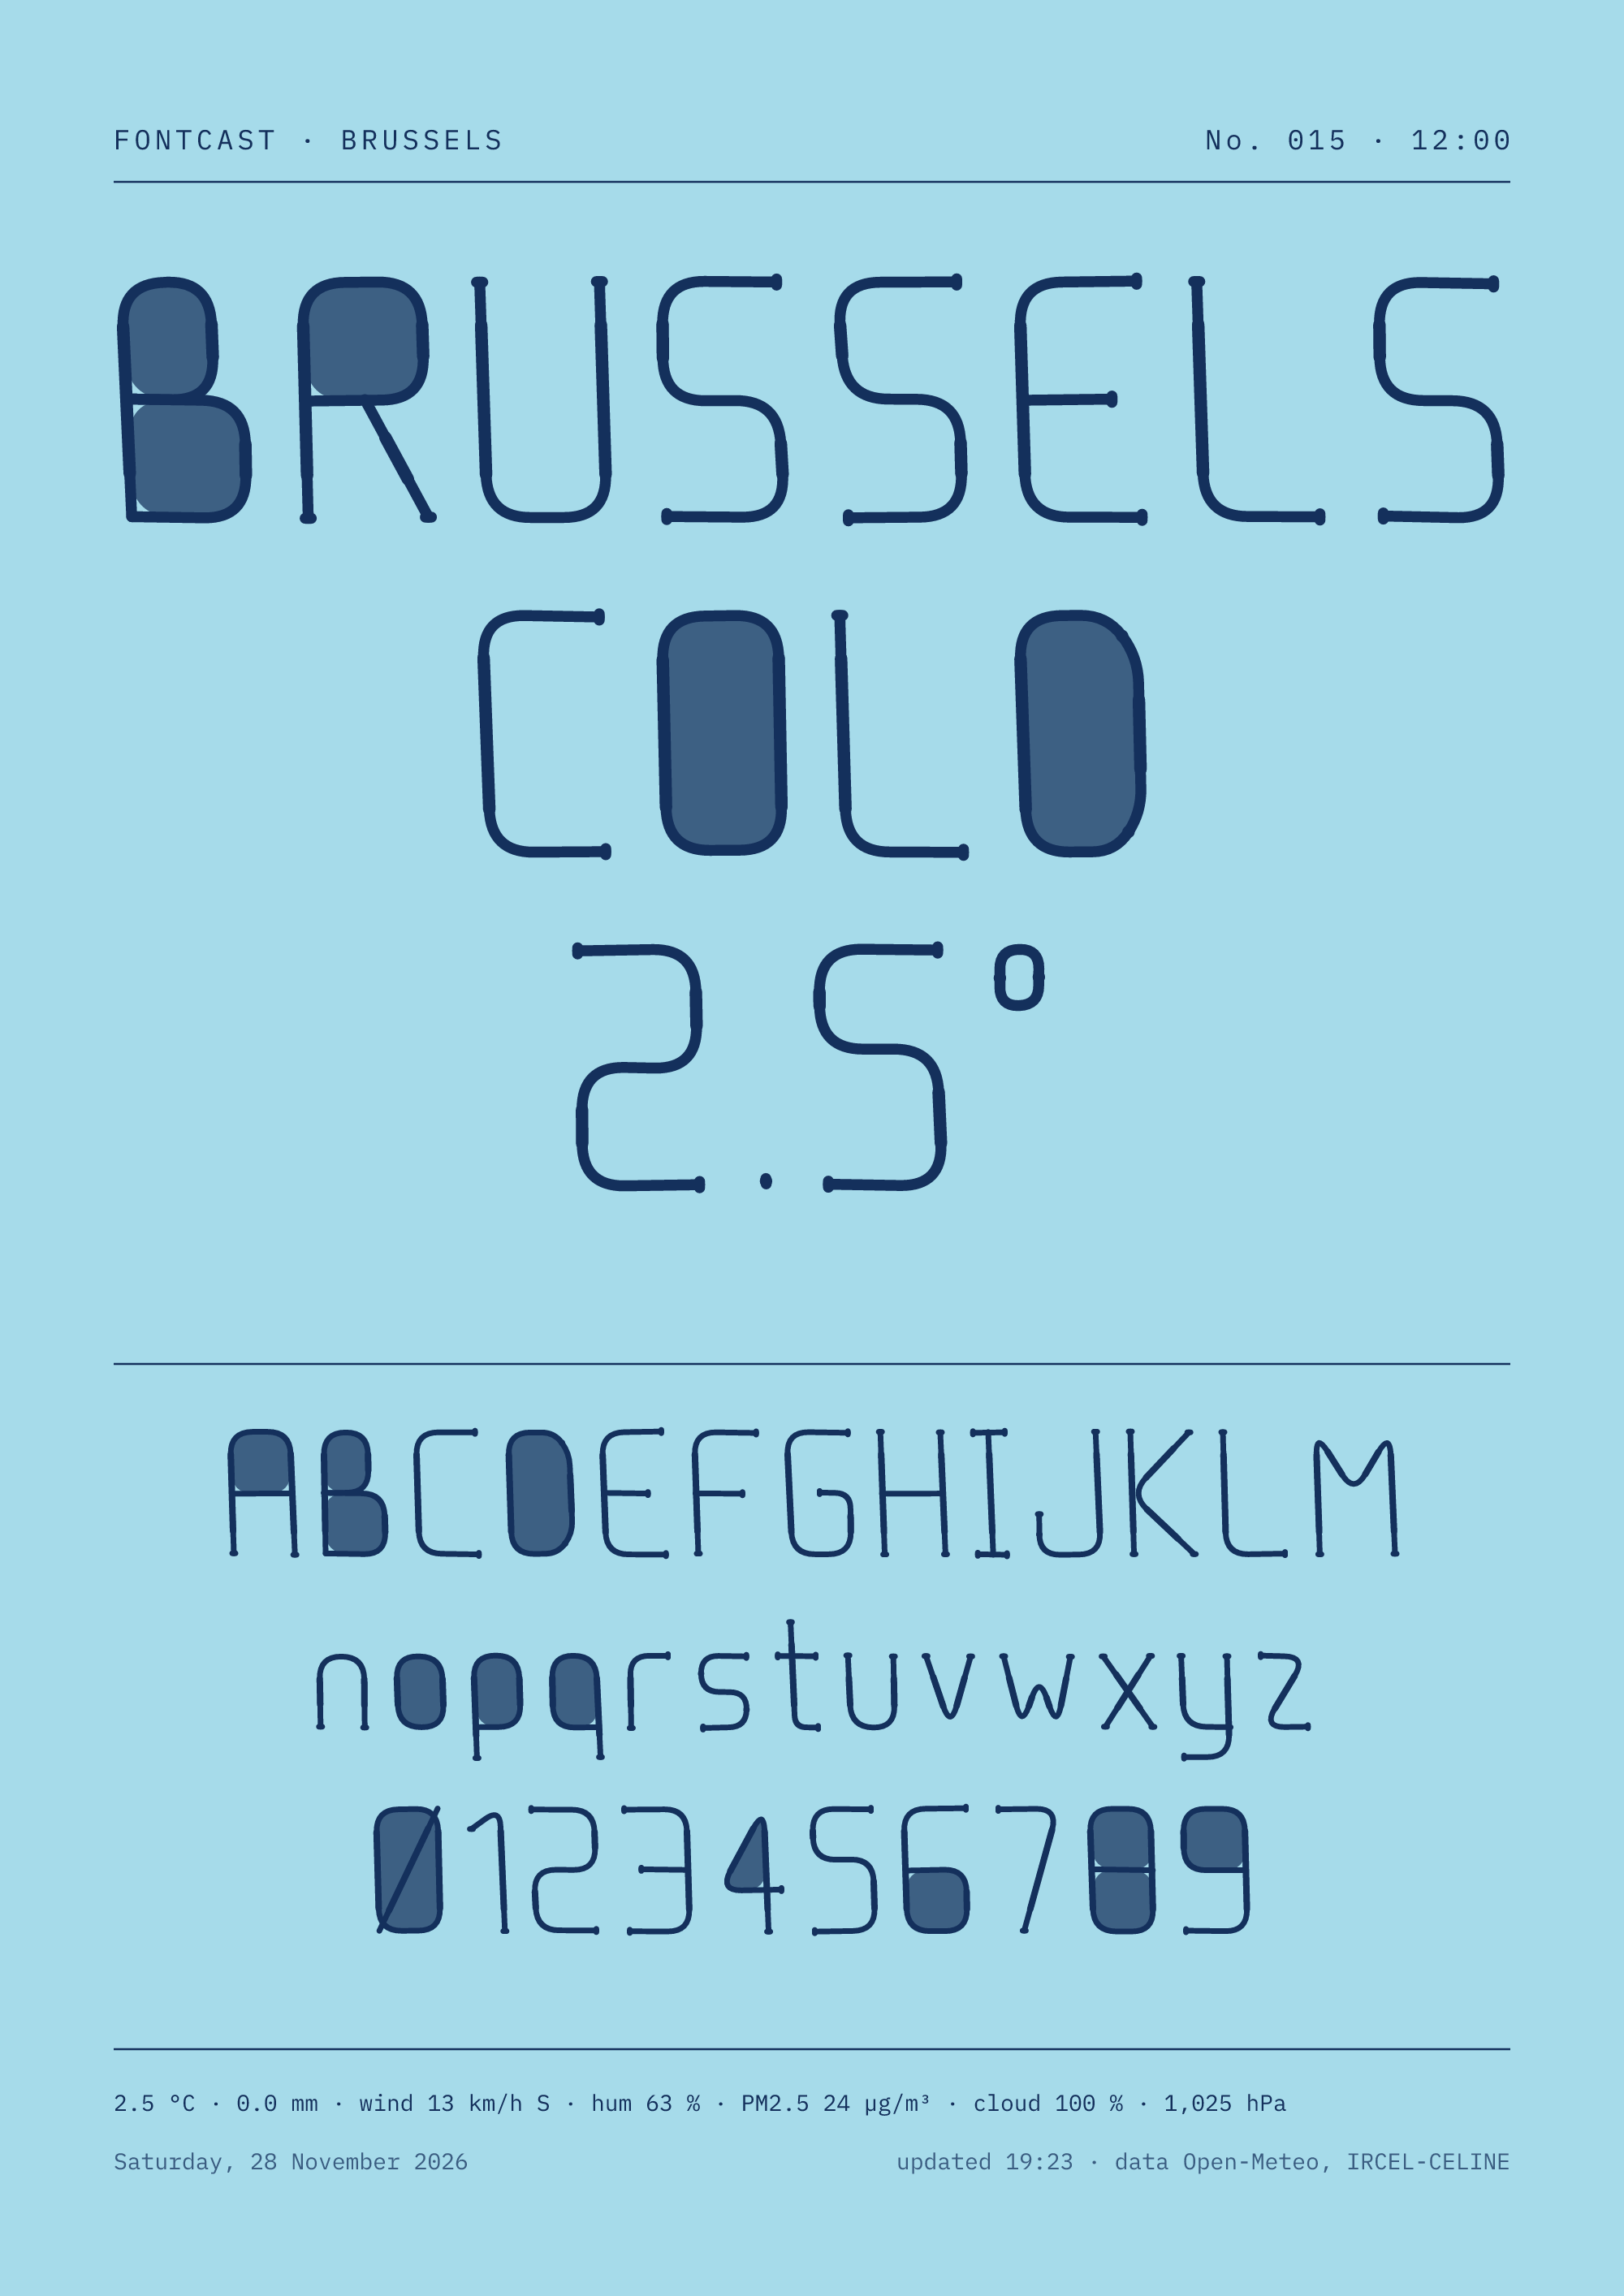 FONTCAST · BRUSSELS No. 015 · 12:00
BRUSSELS
COLD
2.5°
ABCDEFGHIJKLM
nopqrstuvwxyz
0123456789
2.5 °C · 0.0 mm · wind 13 km/h S · hum 63 % · PM2.5 24 µg/m³ · cloud 100 % · 1,025 hPa
Saturday, 28 November 2026 updated 19:23 · data Open-Meteo, IRCEL-CELINE